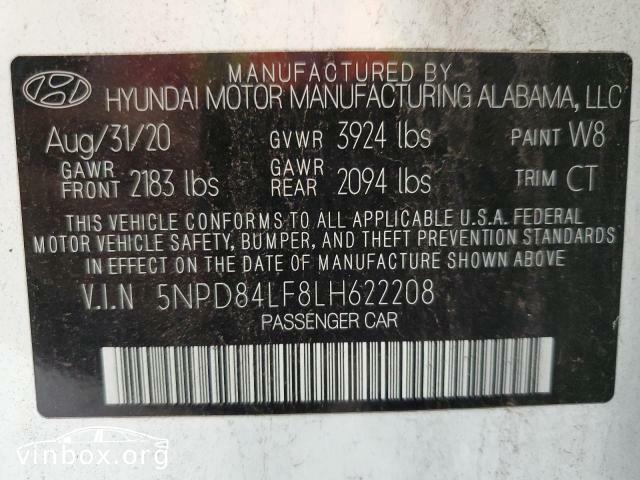 MANUFACTURED BY
HYUNDAI MOTOR MANUFACTURING ALABAMA, LLC
Aug/31/20 GVWR 3924 lbs PAINT W8
GAWR FRONT 2183 lbs GAWR REAR 2094 lbs TRIM CT
THIS VEHICLE CONFORMS TO ALL APPLICABLE U.S.A. FEDERAL
MOTOR VEHICLE SAFETY, BUMPER, AND THEFT PREVENTION STANDARDS
IN EFFECT ON THE DATE OF MANUFACTURE SHOWN ABOVE
V.I.N 5NPD84LF8LH622208
PASSENGER CAR
vinbox.org